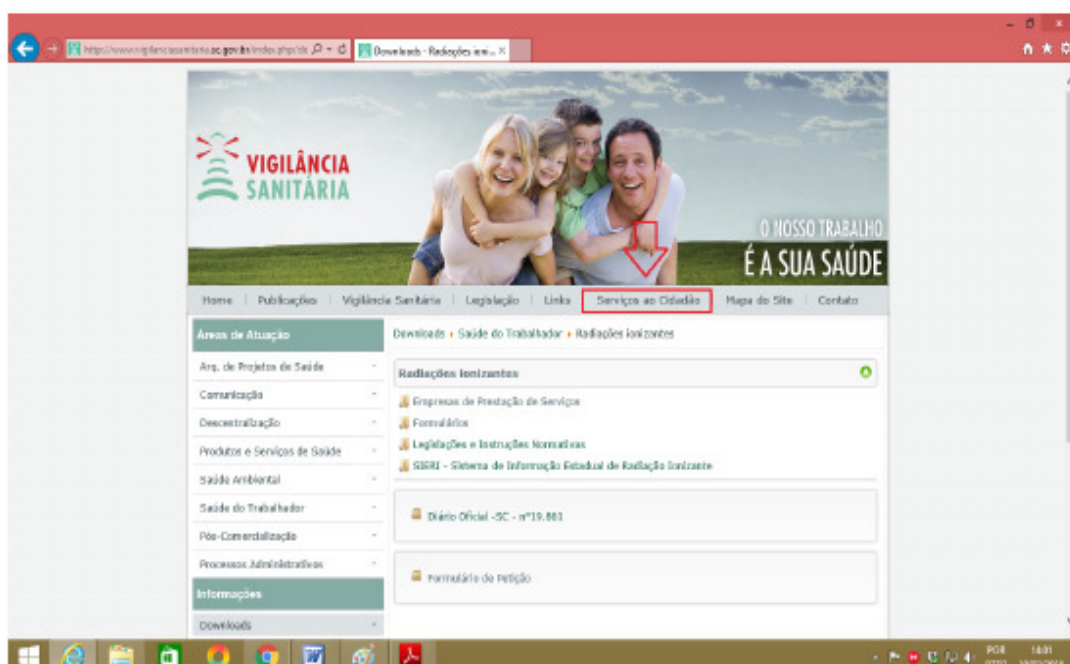 Downloads - Radiações ioni... ×
VIGILÂNCIA
SANITÁRIA
O NOSSO TRABALHO
É A SUA SAÚDE
Home | Publicações | Vigilância Sanitária | Legislação | Links | Serviços ao Cidadão | Mapa do Site | Contato
Áreas de Atuação
Downloads Saúde do Trabalhador Radiações ionizantes
Arq. de Projetos de Saúde
Radiações Ionizantes
Comunicação
Empresas de Prestação de Serviços
Descentralização
Formulários
Produtos e Serviços de Saúde
Legislações e Instruções Normativas
SIERI - Sistema de Informação Estadual de Radiação Ionizante
Saúde Ambiental
Saúde do Trabalhador
Diário Oficial -SC - nº19.861
Pós-Comercialização
Processos Administrativos
Formulário de Petição
Informações
Downloads
POR
14:01